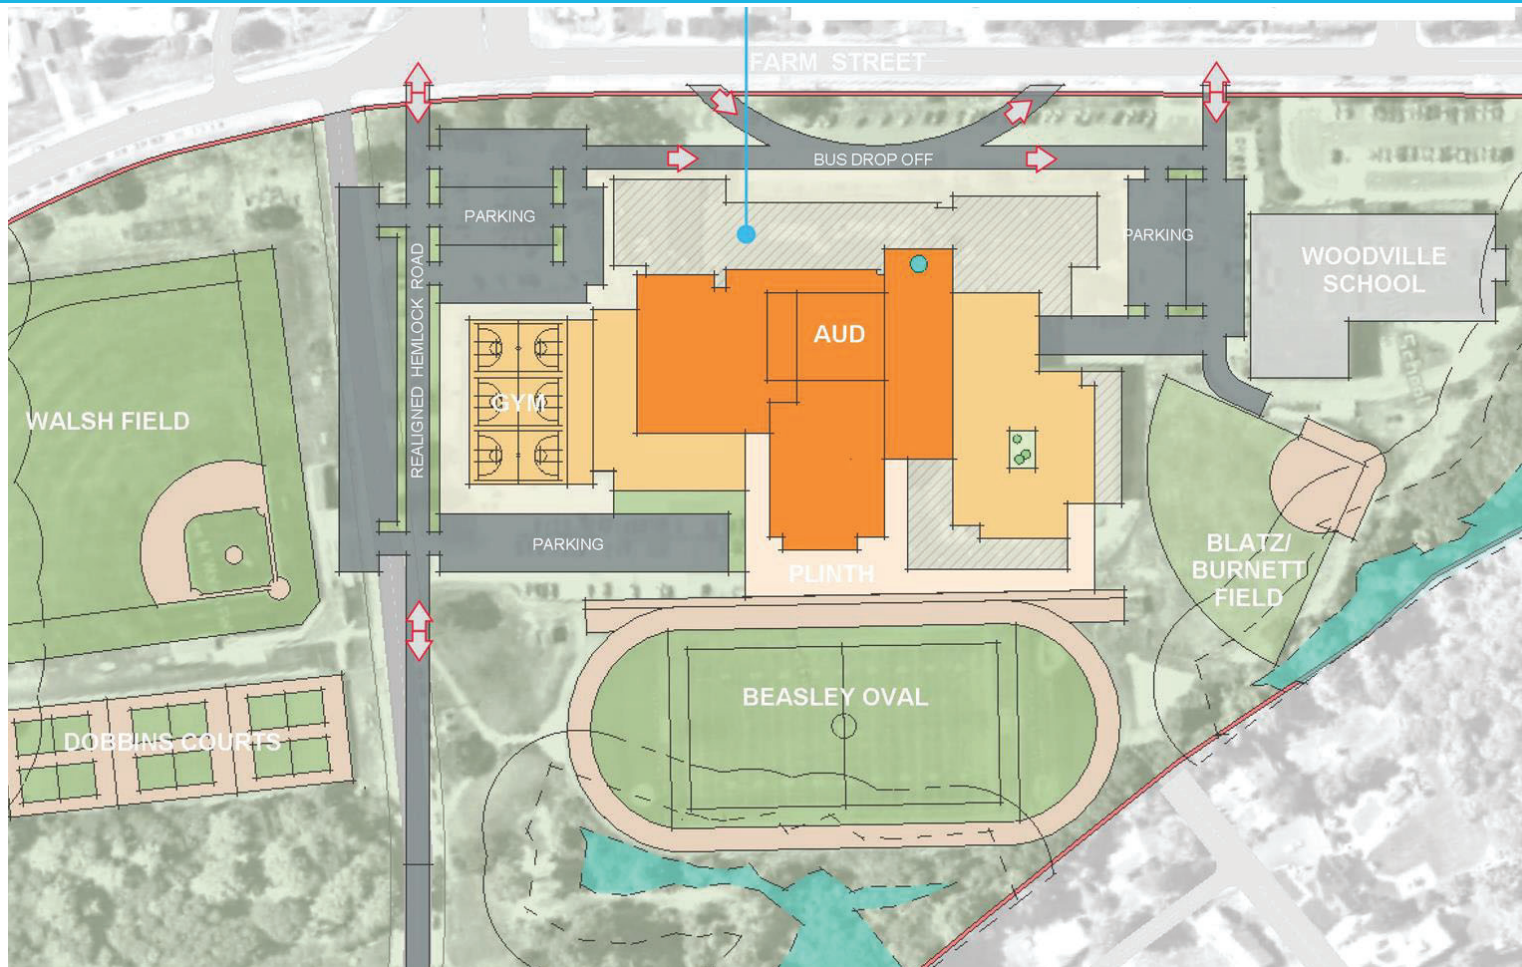 FARM STREET
BUS DROP OFF
PARKING
PARKING
REALIGNED HEMLOCK ROAD
WOODVILLE
SCHOOL
AUD
GYM
School
WALSH FIELD
PARKING
PLINTH
BLATZ/
BURNETT
FIELD
BEASLEY OVAL
DOBBINS COURTS